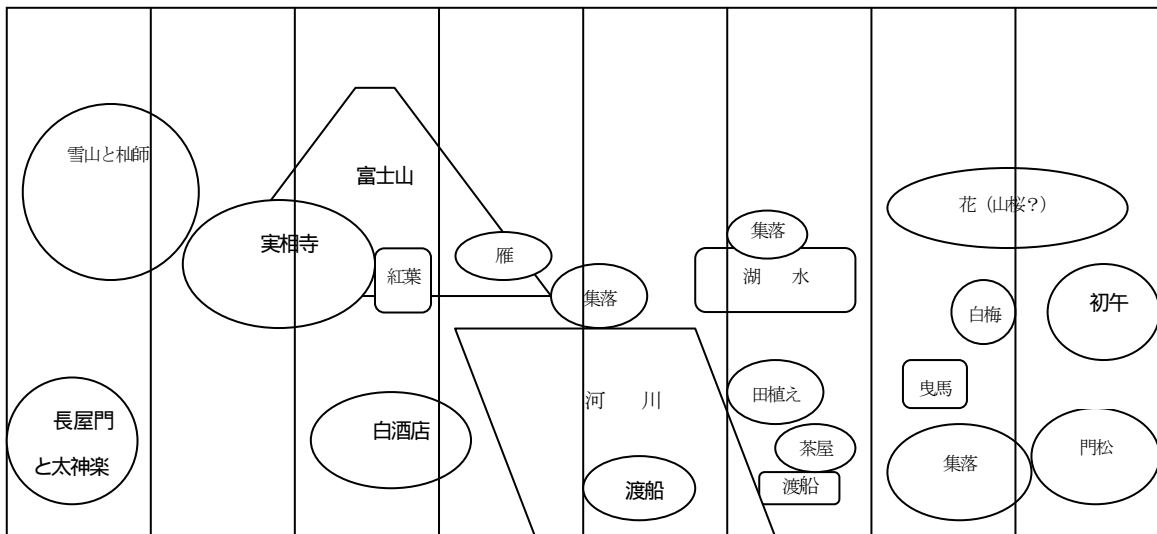 雪山と杣師
富士山
実相寺
紅葉
雁
集落
集落
湖　水
花（山桜？）
白梅
初午
長屋門
と太神楽
白酒店
河　川
渡船
田植え
茶屋
渡船
曳馬
集落
門松